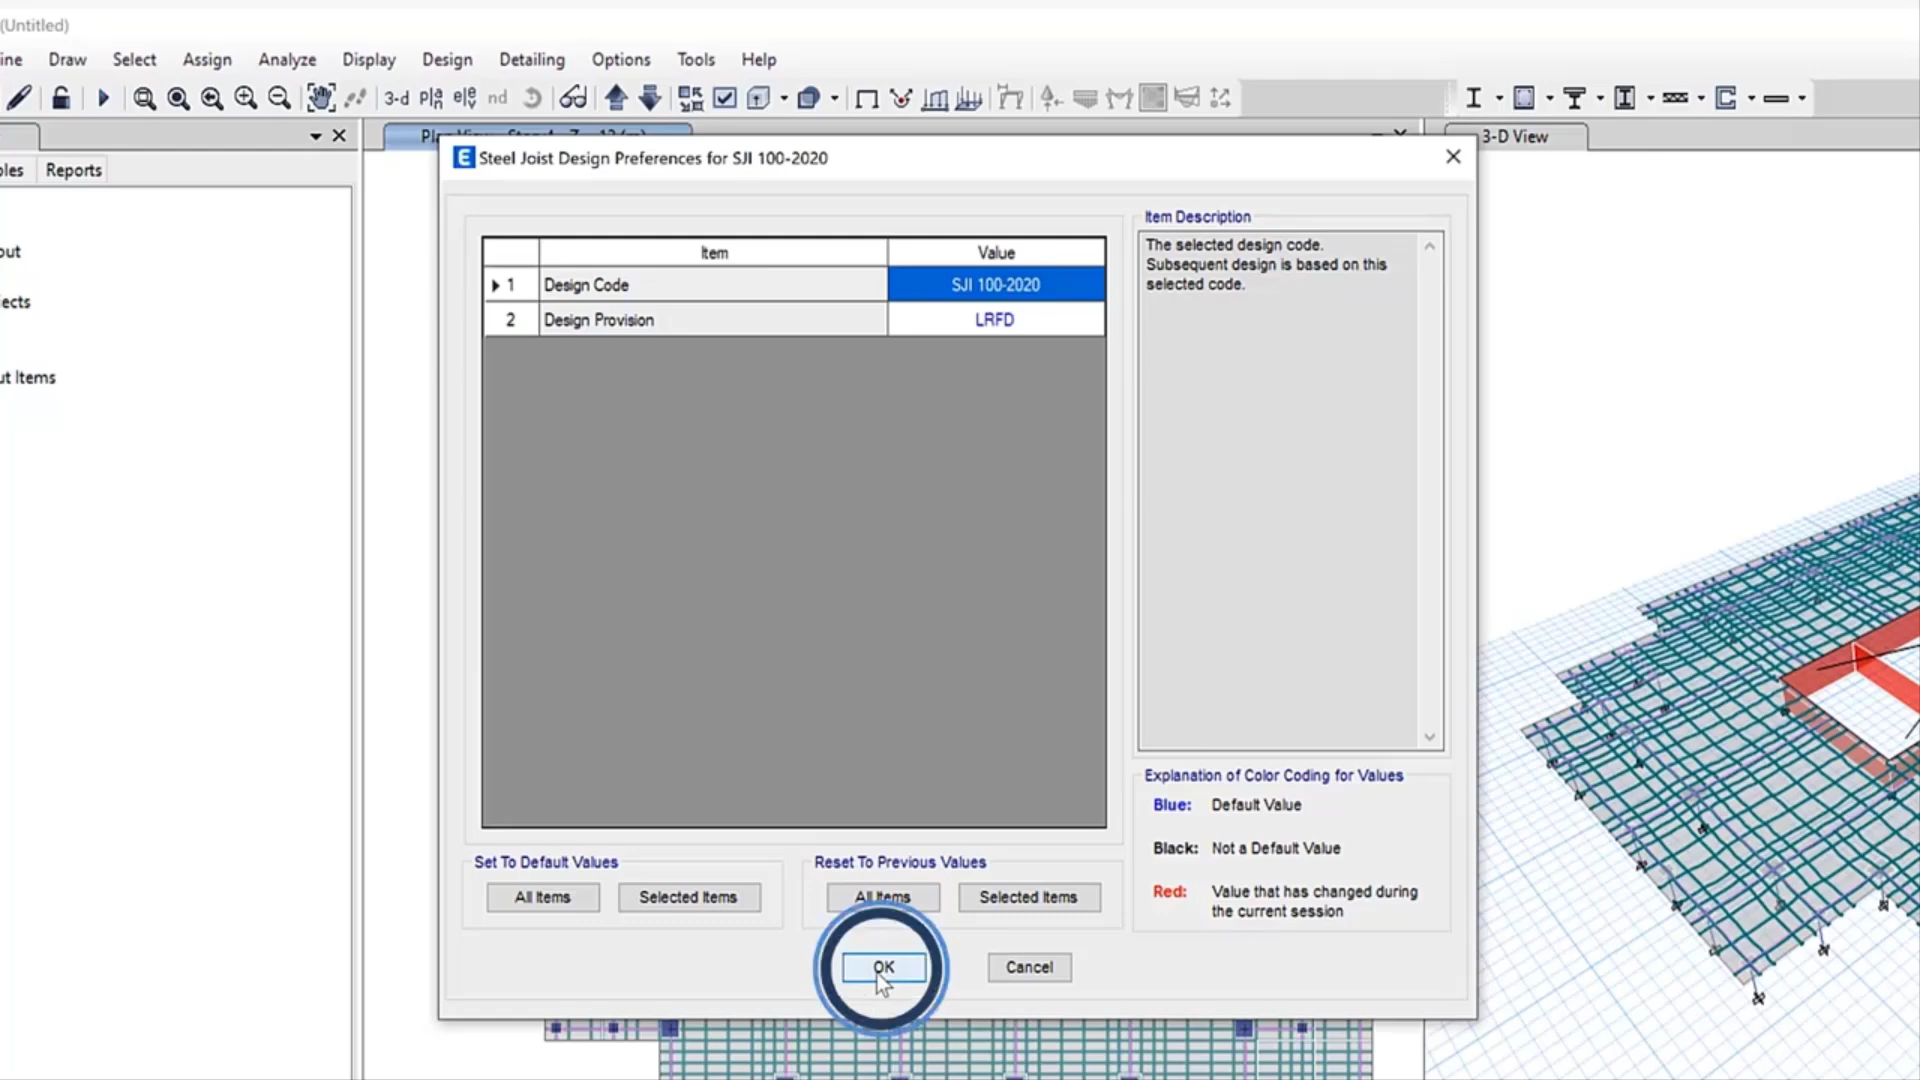 (Untitled)
ine Draw Select Assign Analyze Display Design Detailing Options Tools Help
3-d nd
3-D View
E Steel Joist Design Preferences for SJI 100-2020
les Reports
out
ects
ut Items
Item Value
1 Design Code SJI 100-2020
2 Design Provision LRFD
Item Description
The selected design code.
Subsequent design is based on this
selected code.
Explanation of Color Coding for Values
Blue: Default Value
Black: Not a Default Value
Red: Value that has changed during
the current session
Set To Default Values
All Items Selected Items
Reset To Previous Values
All Items Selected Items
OK Cancel